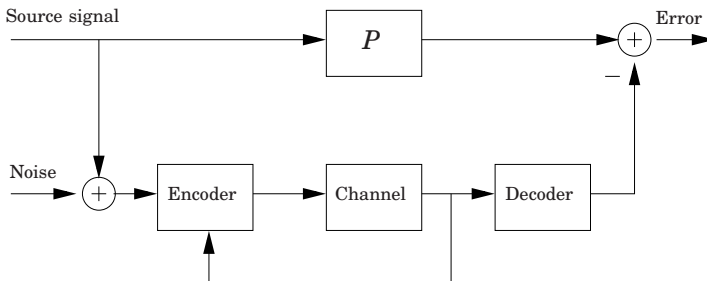 Source signal
P
+
Error
−
Noise
+
Encoder
Channel
Decoder